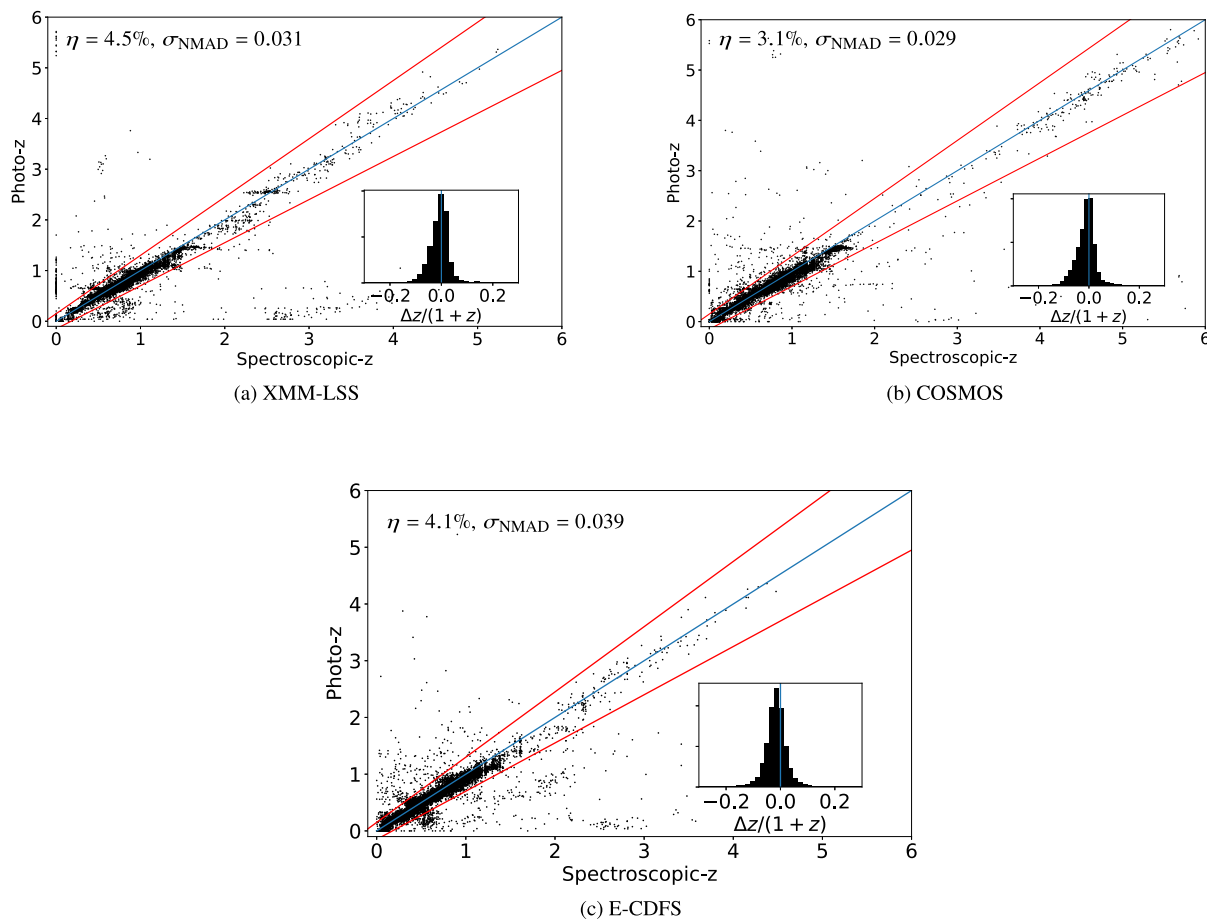 η = 4.5%, σNMAD = 0.031
6
5
4
3
2
1
0
Photo-z
−0.2 0.0 0.2
Δz/(1 + z)
0 1 2 3 4 5 6
Spectroscopic-z
(a) XMM-LSS
η = 3.1%, σNMAD = 0.029
6
5
4
3
2
1
0
Photo-z
−0.2 0.0 0.2
Δz/(1 + z)
0 1 2 3 4 5 6
Spectroscopic-z
(b) COSMOS
η = 4.1%, σNMAD = 0.039
6
5
4
3
2
1
0
Photo-z
−0.2 0.0 0.2
Δz/(1 + z)
0 1 2 3 4 5 6
Spectroscopic-z
(c) E-CDFS